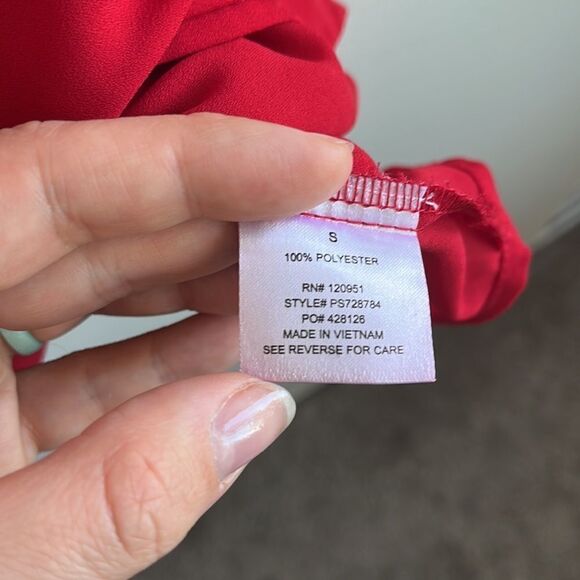 S
100% POLYESTER
RN# 120951
STYLE# PS728784
PO# 428126
MADE IN VIETNAM
SEE REVERSE FOR CARE